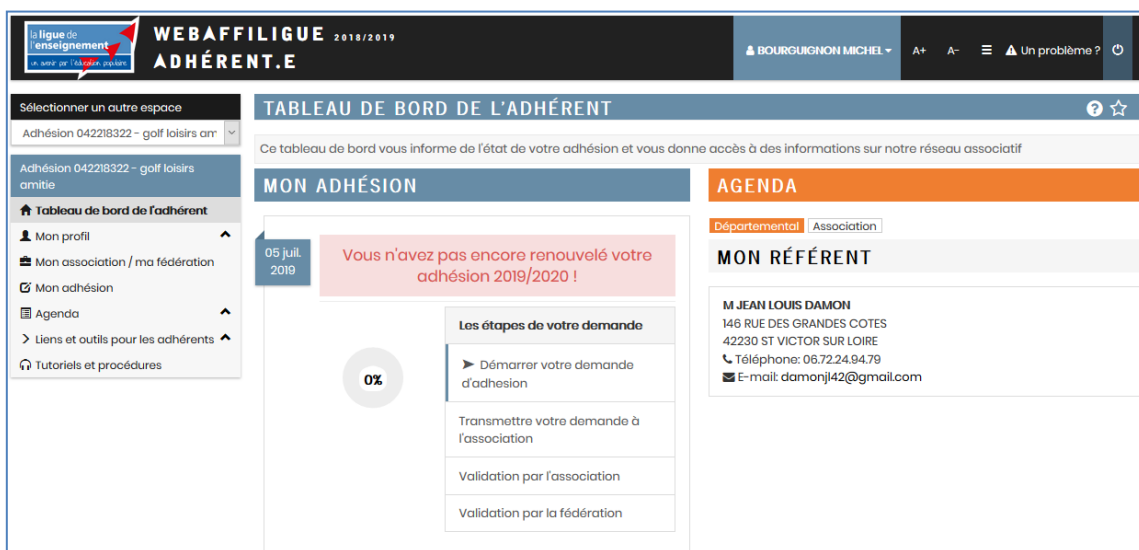 la ligue de
l'enseignement
un avenir par l'éducation populaire
WEBAFFILIGUE 2018/2019
ADHÉRENT.E
BOURGUIGNON MICHEL
A+ A-
Un problème ?
Sélectionner un autre espace
Adhésion 042218322 - golf loisirs am
Adhésion 042218322 - golf loisirs
amitie
Tableau de bord de l'adhérent
Mon profil
Mon association / ma fédération
Mon adhésion
Agenda
Liens et outils pour les adhérents
Tutoriels et procédures
TABLEAU DE BORD DE L'ADHÉRENT
Ce tableau de bord vous informe de l'état de votre adhésion et vous donne accès à des informations sur notre réseau associatif
MON ADHÉSION
05 juil.
2019
Vous n'avez pas encore renouvelé votre
adhésion 2019/2020 !
0%
Les étapes de votre demande
➤ Démarrer votre demande
d'adhesion
Transmettre votre demande à
l'association
Validation par l'association
Validation par la fédération
AGENDA
Départemental Association
MON RÉFÉRENT
M JEAN LOUIS DAMON
146 RUE DES GRANDES COTES
42230 ST VICTOR SUR LOIRE
Téléphone: 06.72.24.94.79
E-mail: damonjl42@gmail.com